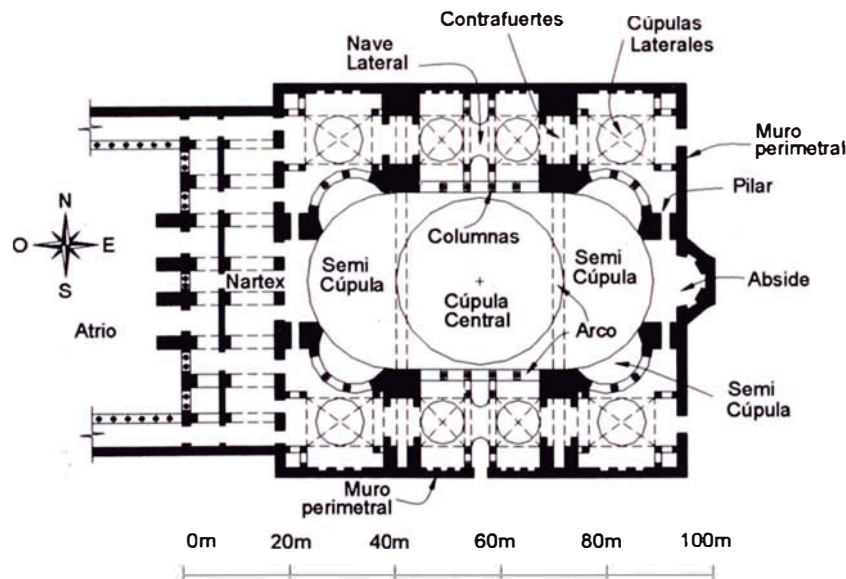 Contrafuertes
Cúpulas
Laterales
Nave
Lateral
Muro
perimetral
Pilar
N
O
E
S
Columnas
Semi
Cúpula
Semi
Cúpula
Nartex
Cúpula
Central
Abside
Atrio
Arco
Semi
Cúpula
Muro
perimetral
0m 20m 40m 60m 80m 100m